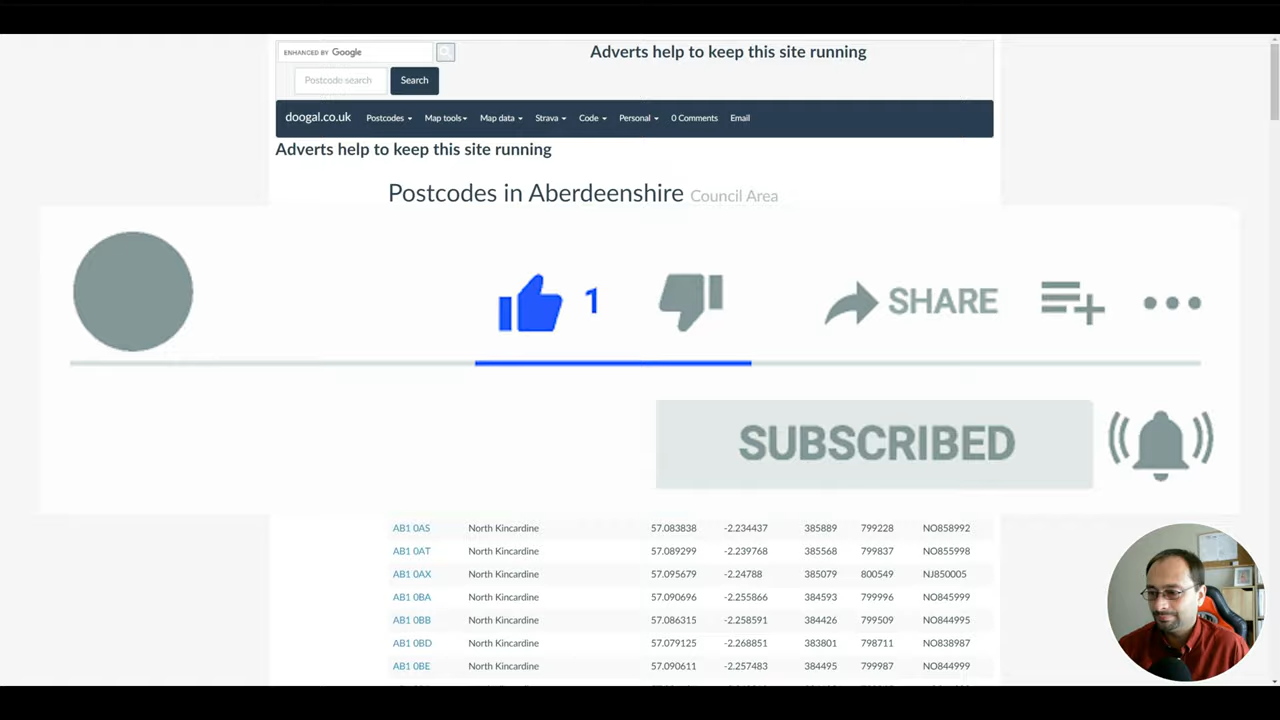 ENHANCED BY Google
Adverts help to keep this site running
Postcode search Search
doogal.co.uk Postcodes Map tools Map data Strava Code Personal 0 Comments Email
Adverts help to keep this site running
Postcodes in Aberdeenshire Council Area
1 SHARE
SUBSCRIBED
AB1 0AS North Kincardine 57.083838 -2.234437 385889 799228 NO858992
AB1 0AT North Kincardine 57.089299 -2.239768 385568 799837 NO855998
AB1 0AX North Kincardine 57.095679 -2.24788 385079 800549 NJ850005
AB1 0BA North Kincardine 57.090696 -2.255866 384593 799996 NO845999
AB1 0BB North Kincardine 57.086315 -2.258591 384426 799509 NO844995
AB1 0BD North Kincardine 57.079125 -2.268851 383801 798711 NO838987
AB1 0BE North Kincardine 57.090611 -2.257483 384495 799987 NO844999